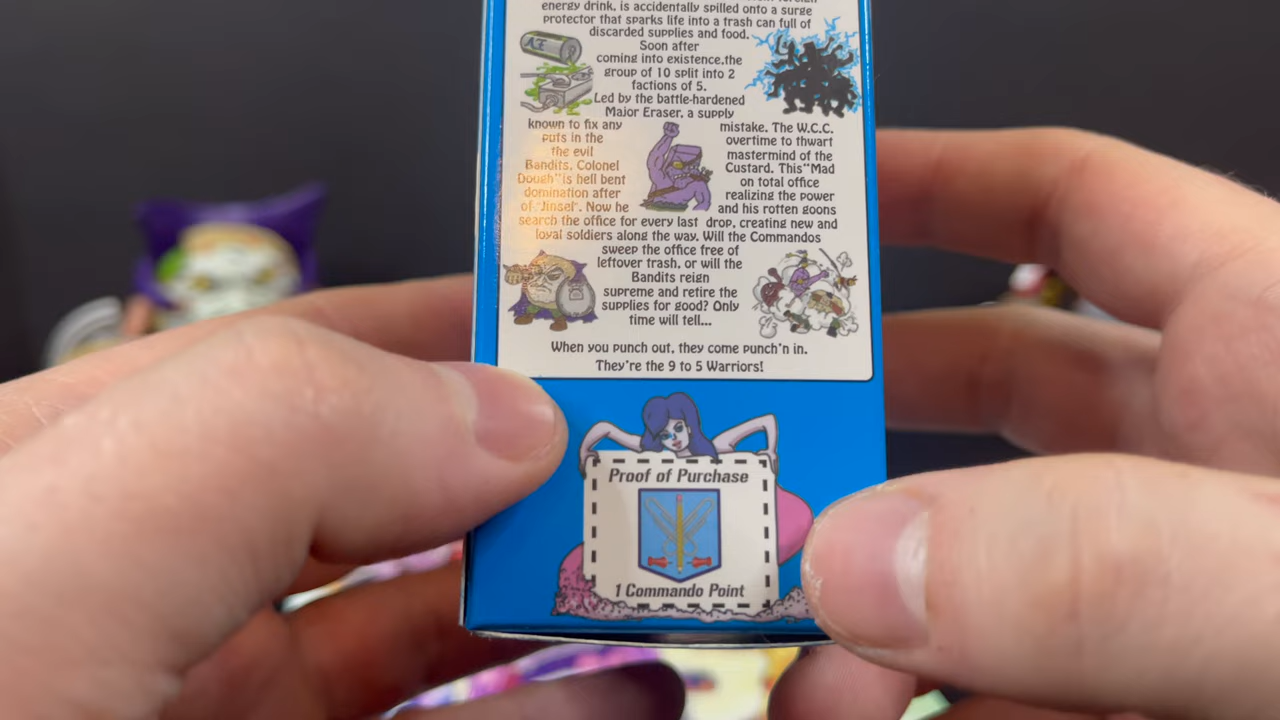 energy drink, is accidentally spilled onto a surge
protector that sparks life into a trash can full of
discarded supplies and food.
Soon after
coming into existence,the
group of 10 split into 2
factions of 5.
Led by the battle-hardened
Major Eraser, a supply
known to fix any mistake. The W.C.C.
puts in the overtime to thwart
the evil mastermind of the
Bandits, Colonel Custard. This "Mad
Dough" is hell bent on total office
domination after realizing the power
of "Jinsel". Now he and his rotten goons
search the office for every last drop, creating new and
loyal soldiers along the way. Will the Commandos
sweep the office free of
leftover trash, or will the
Bandits reign
supreme and retire the
supplies for good? Only
time will tell...
When you punch out, they come punch'n in.
They're the 9 to 5 Warriors!
Proof of Purchase
1 Commando Point